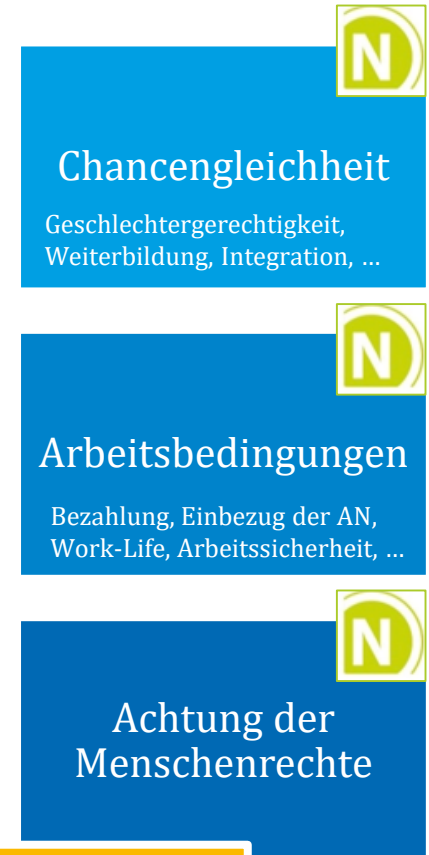 N
Chancengleichheit
Geschlechtergerechtigkeit,
Weiterbildung, Integration, ...
N
Arbeitsbedingungen
Bezahlung, Einbezug der AN,
Work-Life, Arbeitssicherheit, ...
N
Achtung der
Menschenrechte